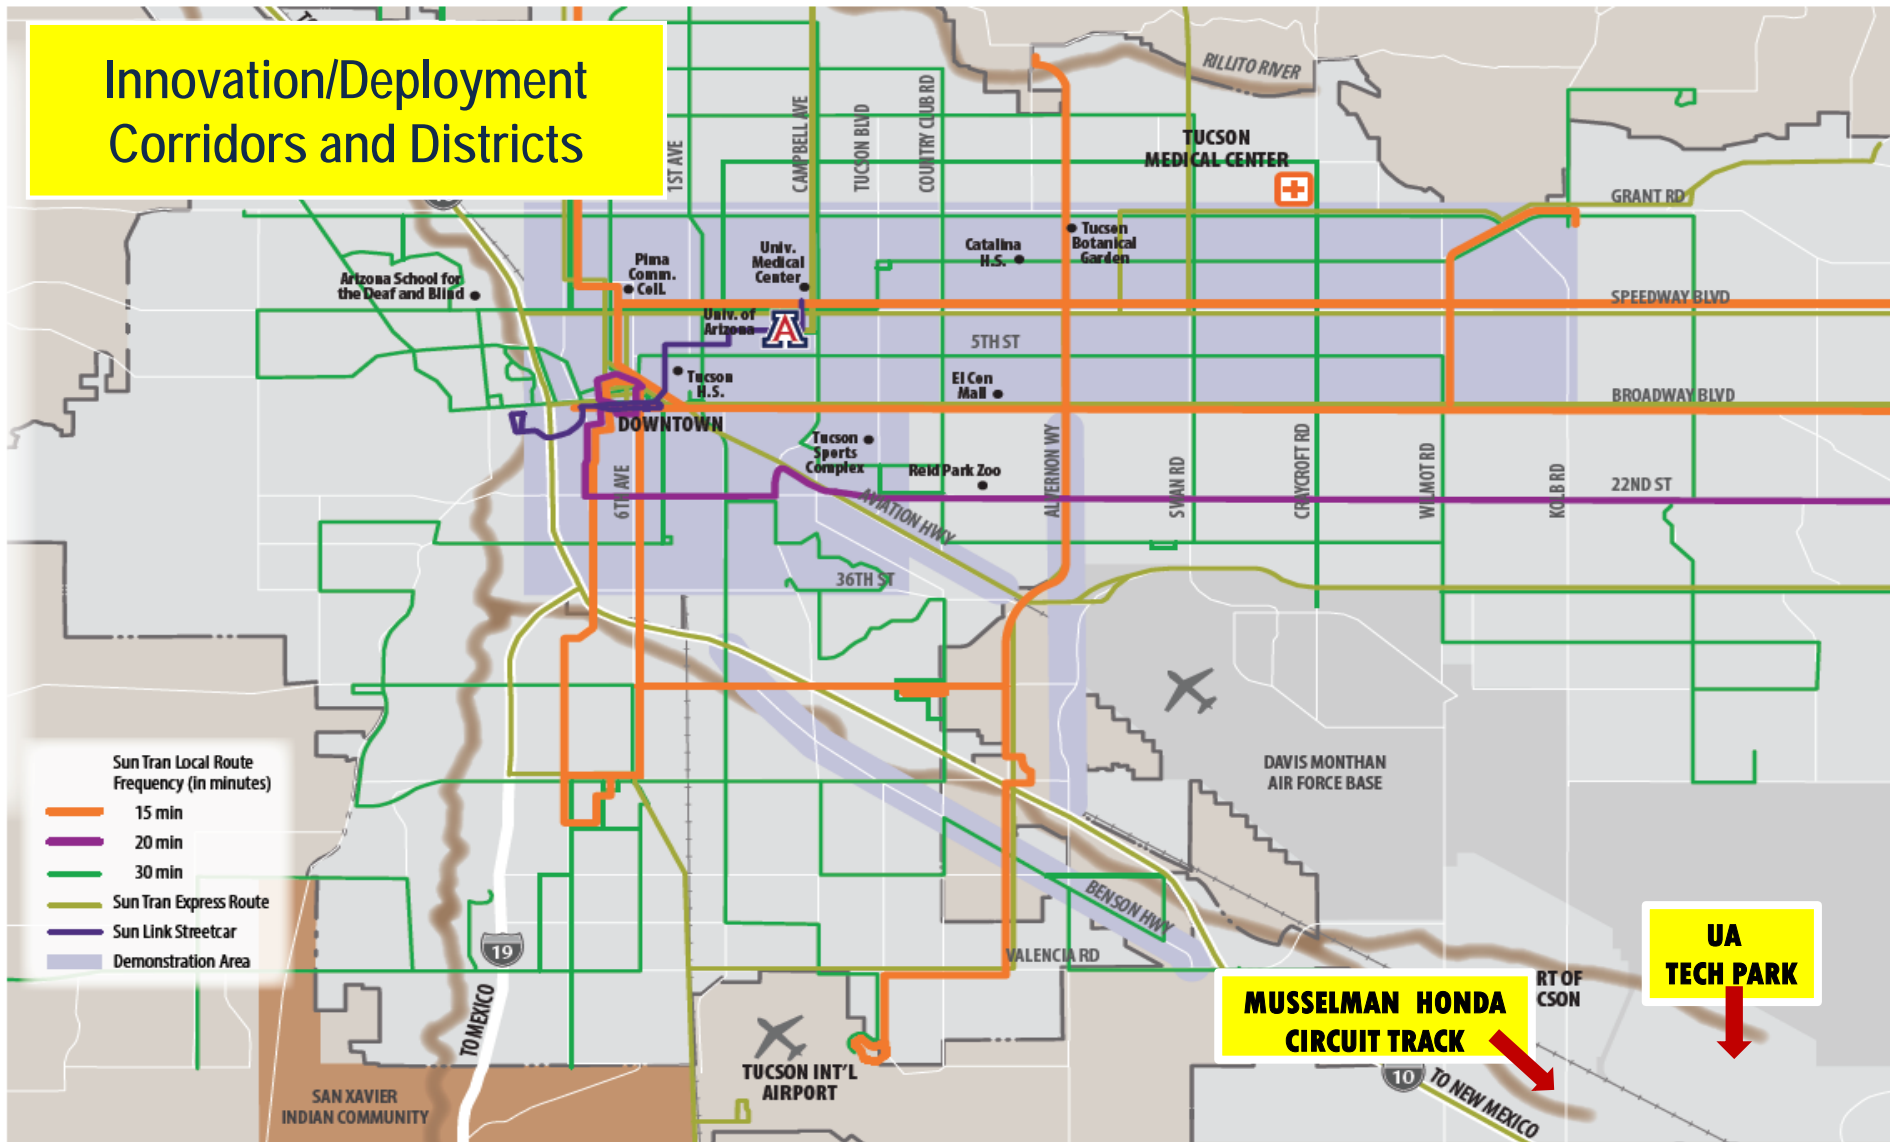 Innovation/Deployment
Corridors and Districts
RILLITO RIVER
1ST AVE
CAMPBELL AVE
TUCSON BLVD
COUNTRY CLUB RD
TUCSON
MEDICAL CENTER
GRANT RD
Arizona School for
the Deaf and Blind
Pima
Comm.
Coll.
Univ.
Medical
Center
Catalina
H.S.
Tucson
Botanical
Garden
SPEEDWAY BLVD
Univ. of
Arizona
A
5TH ST
Tucson
H.S.
El Con
Mall
BROADWAY BLVD
DOWNTOWN
Tucson
Sports
Complex
Reid Park Zoo
6TH AVE
ALVERNON WY
SWAN RD
CRAYCROFT RD
WILMOT RD
KOLB RD
22ND ST
AVIATION HWY
36TH ST
DAVIS MONTHAN
AIR FORCE BASE
Sun Tran Local Route
Frequency (in minutes)
15 min
20 min
30 min
Sun Tran Express Route
Sun Link Streetcar
Demonstration Area
19
TO MEXICO
BENSON HWY
VALENCIA RD
UA
TECH PARK
MUSSELMAN HONDA
CIRCUIT TRACK
RT OF
CSON
TUCSON INT'L
AIRPORT
10
TO NEW MEXICO
SAN XAVIER
INDIAN COMMUNITY